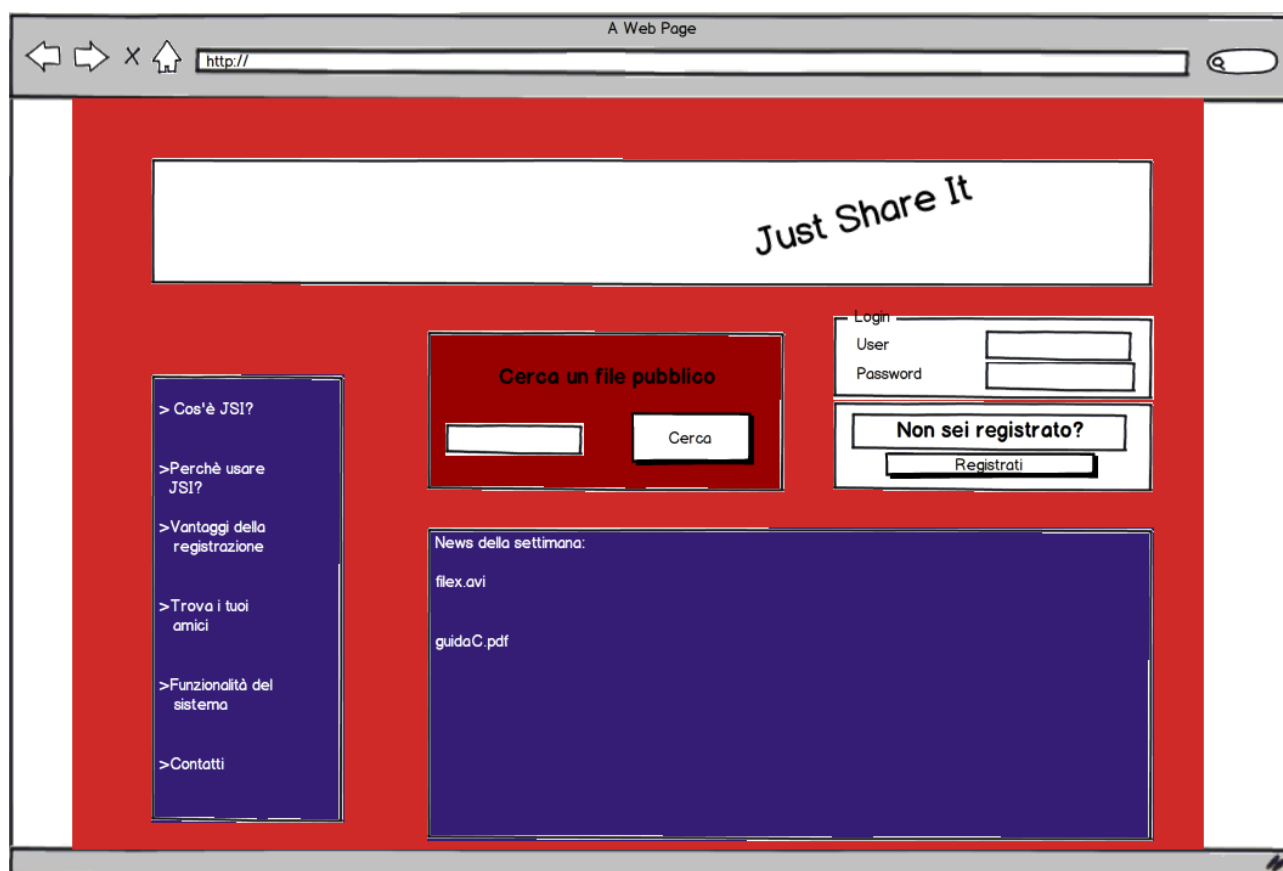 A Web Page
http://
Just Share It
Login
User
Password
Cerca un file pubblico
Cerca
Non sei registrato?
Registrati
> Cos'è JSI?
>Perchè usare
JSI?
>Vantaggi della
registrazione
>Trova i tuoi
amici
>Funzionalità del
sistema
>Contatti
News della settimana:
filex.avi
guidaC.pdf